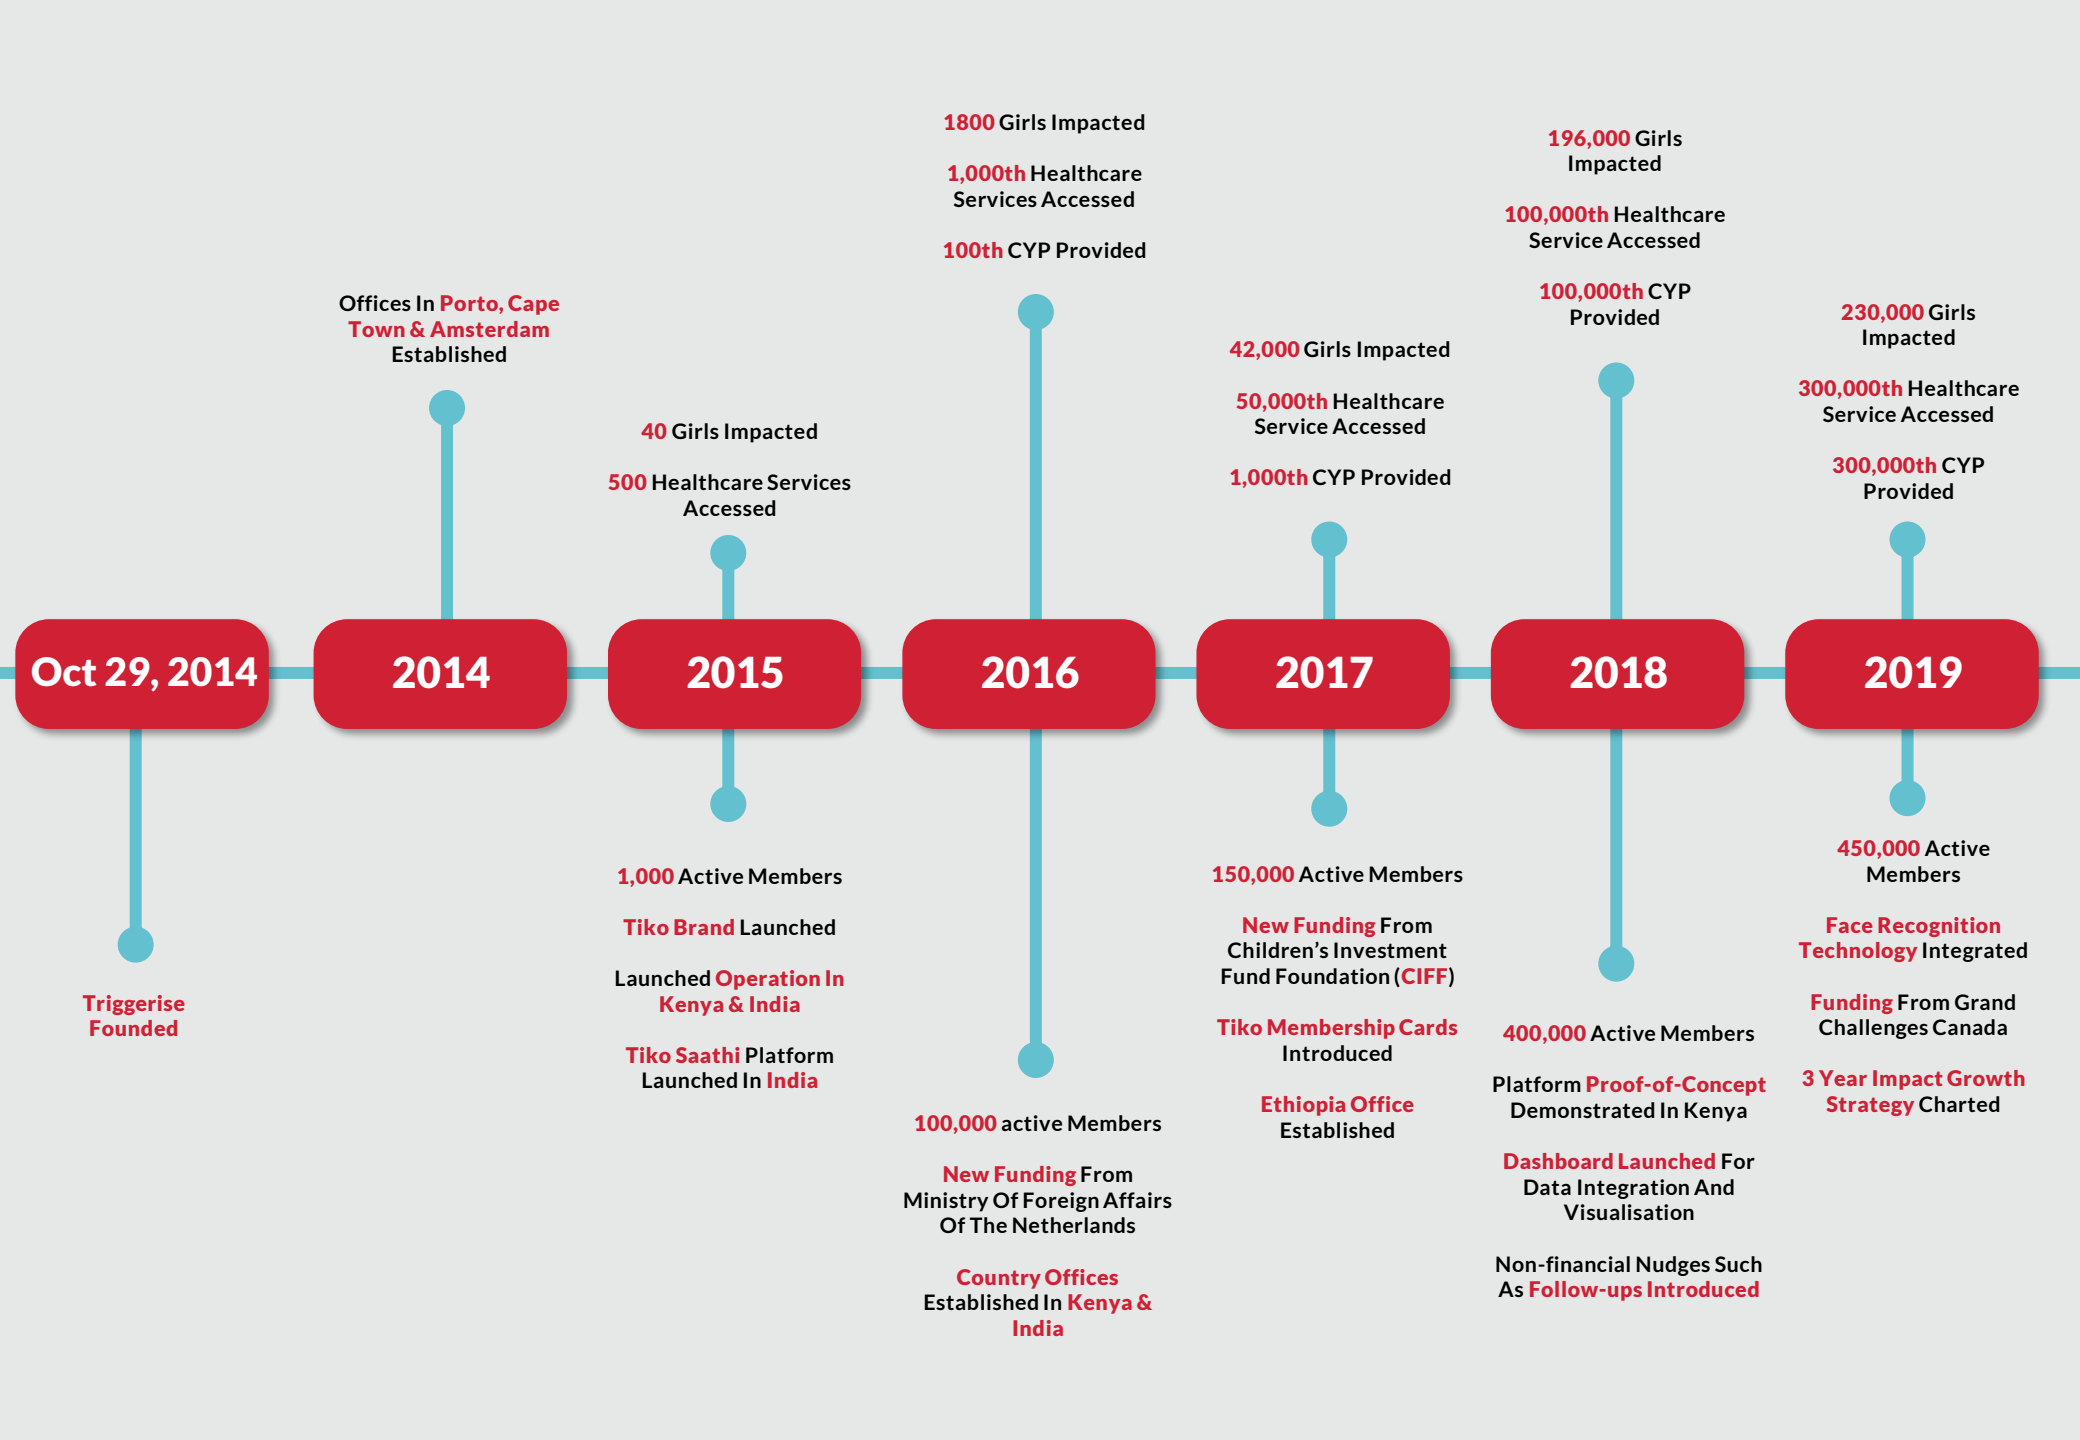 Oct 29, 2014
Triggerise
Founded
Offices In Porto, Cape
Town & Amsterdam
Established
2014
40 Girls Impacted
500 Healthcare Services
Accessed
2015
1,000 Active Members
Tiko Brand Launched
Launched Operation In
Kenya & India
Tiko Saathi Platform
Launched In India
1800 Girls Impacted
1,000th Healthcare
Services Accessed
100th CYP Provided
2016
100,000 active Members
New Funding From
Ministry Of Foreign Affairs
Of The Netherlands
Country Offices
Established In Kenya &
India
42,000 Girls Impacted
50,000th Healthcare
Service Accessed
1,000th CYP Provided
2017
150,000 Active Members
New Funding From
Children’s Investment
Fund Foundation (CIFF)
Tiko Membership Cards
Introduced
Ethiopia Office
Established
196,000 Girls
Impacted
100,000th Healthcare
Service Accessed
100,000th CYP
Provided
2018
400,000 Active Members
Platform Proof-of-Concept
Demonstrated In Kenya
Dashboard Launched For
Data Integration And
Visualisation
Non-financial Nudges Such
As Follow-ups Introduced
230,000 Girls
Impacted
300,000th Healthcare
Service Accessed
300,000th CYP
Provided
2019
450,000 Active
Members
Face Recognition
Technology Integrated
Funding From Grand
Challenges Canada
3 Year Impact Growth
Strategy Charted